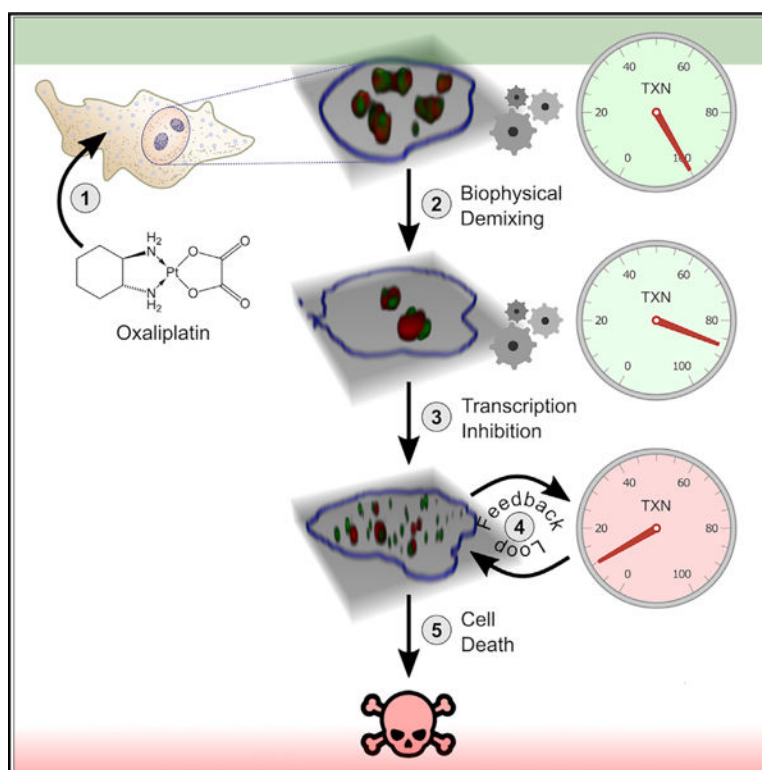 40
60
TXN
20
80
0
100
1
2
Biophysical
Demixing
H2
N
O
O
Pt
N
O
O
H2
Oxaliplatin
40
60
TXN
20
80
0
100
3
Transcription
Inhibition
Feedback
4
Loop
40
60
TXN
20
80
0
100
5
Cell
Death